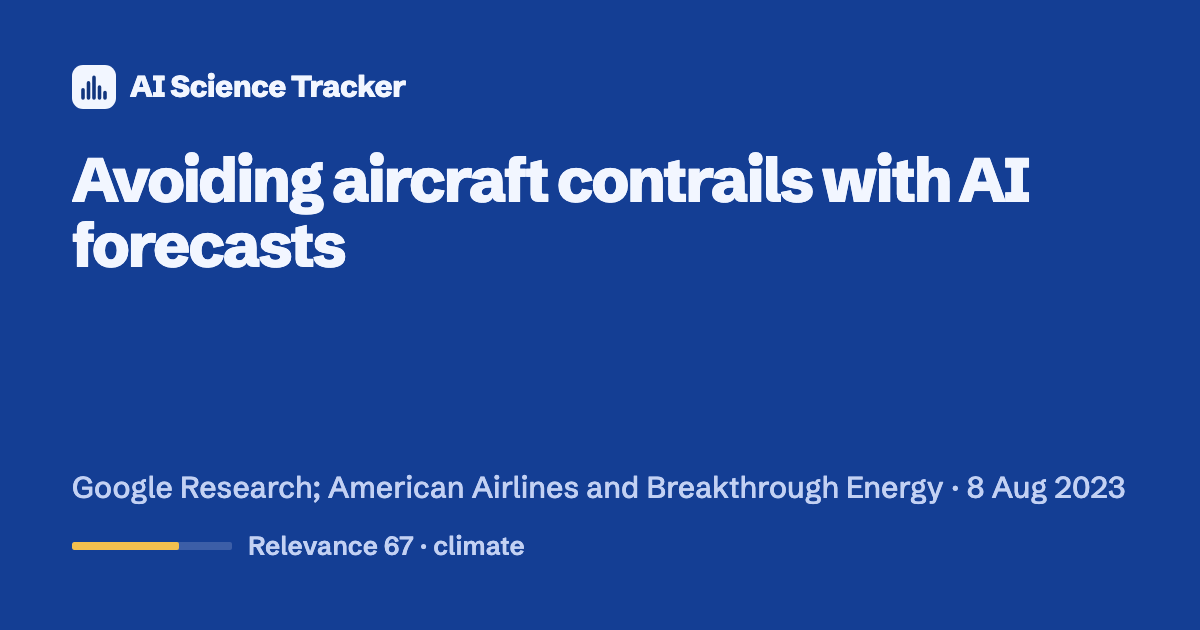 AI Science Tracker
Avoiding aircraft contrails with AI
forecasts
Google Research; American Airlines and Breakthrough Energy · 8 Aug 2023
Relevance 67 · climate